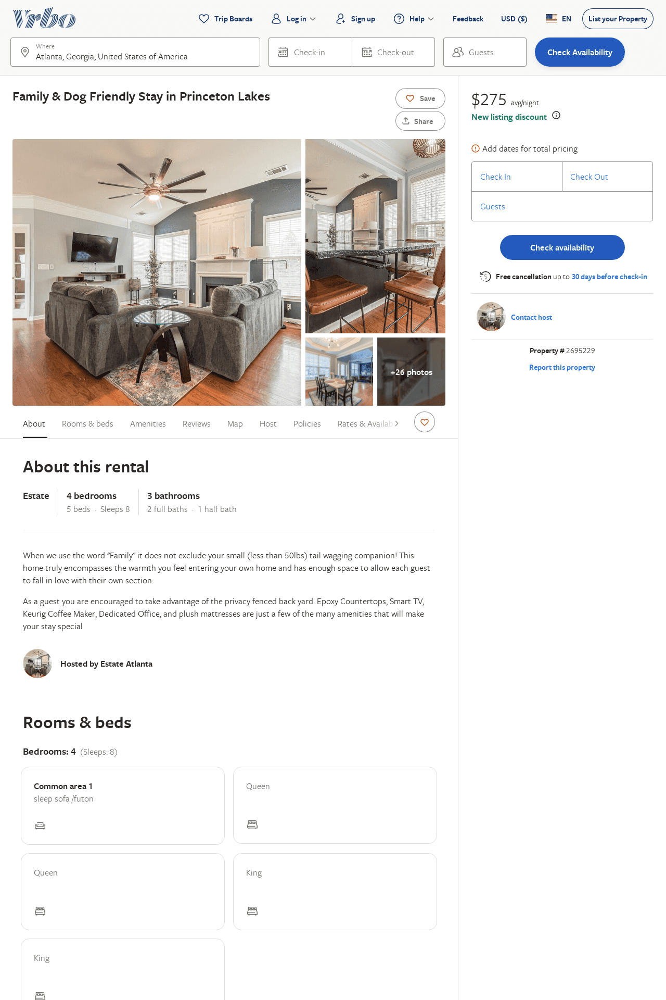 Vrbo
Trip Boards
Log in
Sign up
Help
Feedback
USD ($)
EN
List your Property
Where
Atlanta, Georgia, United States of America
Check-in
Check-out
Guests
Check Availability
Family & Dog Friendly Stay in Princeton Lakes
Save
Share
+26 photos
About
Rooms & beds
Amenities
Reviews
Map
Host
Policies
Rates & Availab
About this rental
Estate
4 bedrooms
5 beds · Sleeps 8
3 bathrooms
2 full baths · 1 half bath
When we use the word "Family" it does not exclude your small (less than 50lbs) tail wagging companion! This
home truly encompasses the warmth you feel entering your own home and has enough space to allow each guest
to fall in love with their own section.
As a guest you are encouraged to take advantage of the privacy fenced back yard. Epoxy Countertops, Smart TV,
Keurig Coffee Maker, Dedicated Office, and plush mattresses are just a few of the many amenities that will make
your stay special
Hosted by Estate Atlanta
Rooms & beds
Bedrooms: 4 (Sleeps: 8)
Common area 1
sleep sofa /futon
Queen
Queen
King
King
$275 avg/night
New listing discount
Add dates for total pricing
Check In
Check Out
Guests
Check availability
Free cancellation up to 30 days before check-in
Contact host
Property # 2695229
Report this property